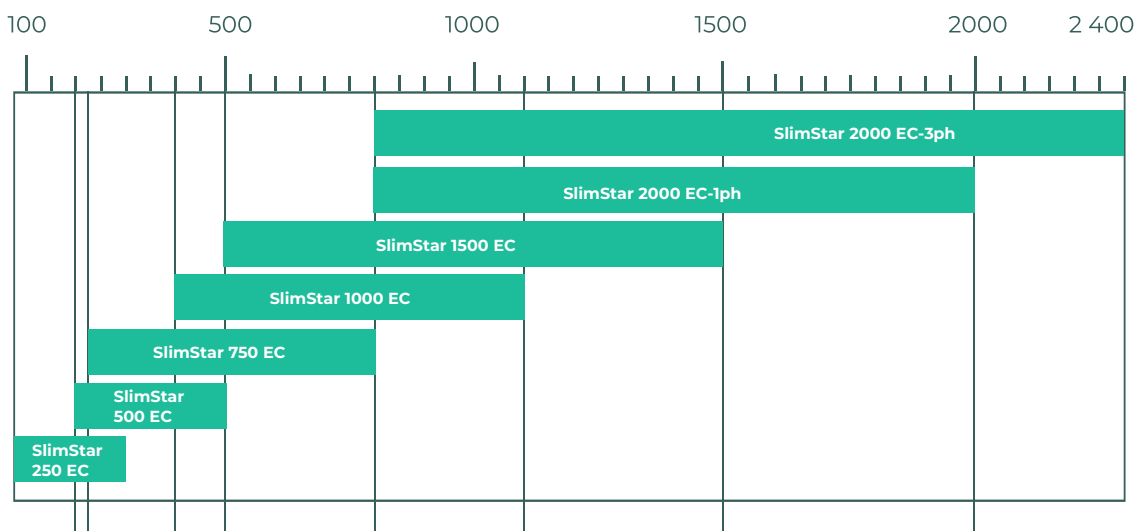 100 500 1000 1500 2000 2 400
SlimStar 2000 EC-3ph
SlimStar 2000 EC-1ph
SlimStar 1500 EC
SlimStar 1000 EC
SlimStar 750 EC
SlimStar
500 EC
SlimStar
250 EC